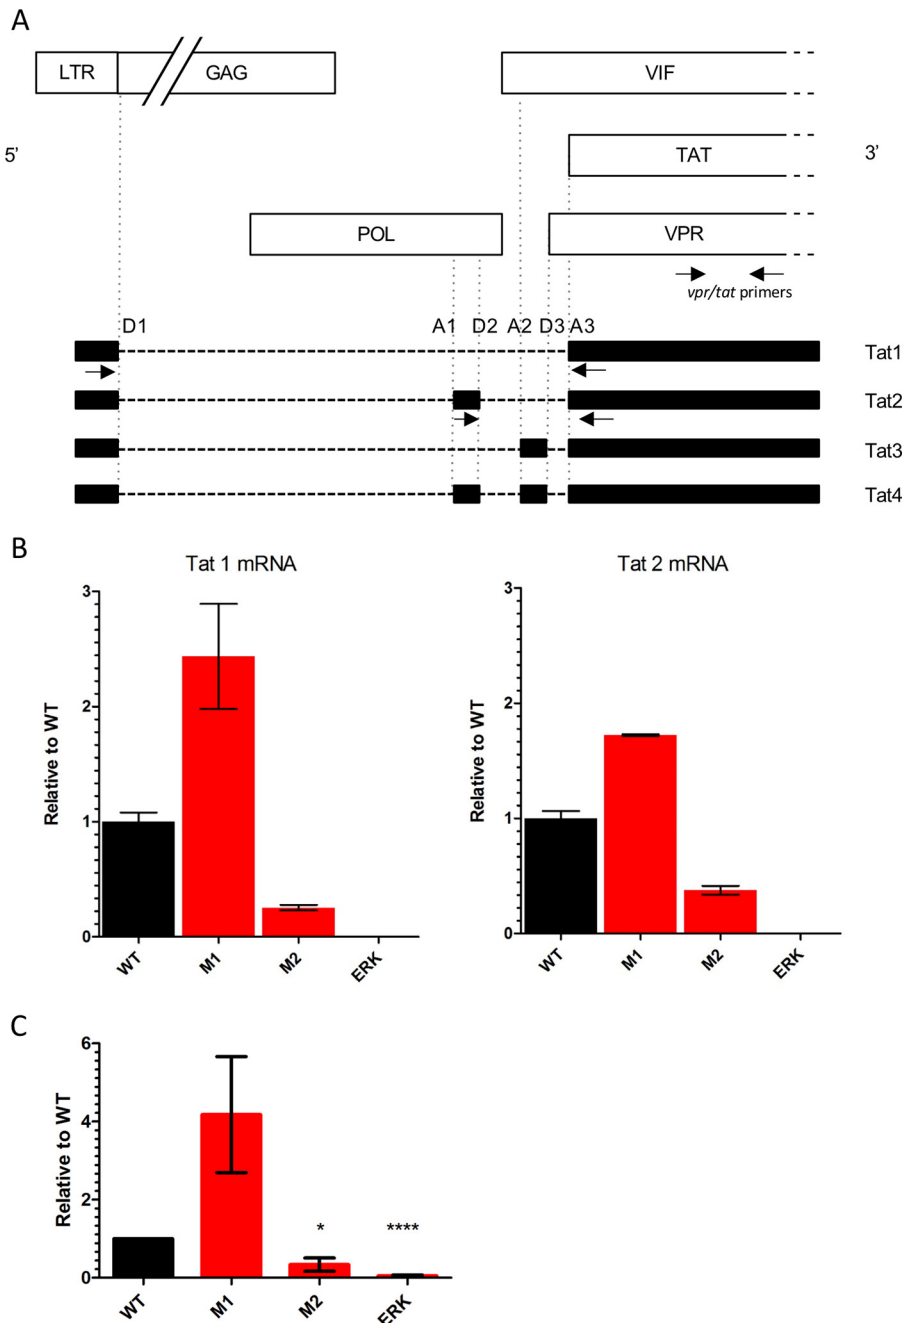 A
LTR GAG VIF
5’ TAT 3’
POL VPR
vpr/tat primers
D1 A1 D2 A2 D3 A3
Tat1
Tat2
Tat3
Tat4
B
Tat 1 mRNA
3
2
1
0
Relative to WT
WT M1 M2 ERK
Tat 2 mRNA
3
2
1
0
Relative to WT
WT M1 M2 ERK
C
6
4
2
0
Relative to WT
* ****
WT M1 M2 ERK